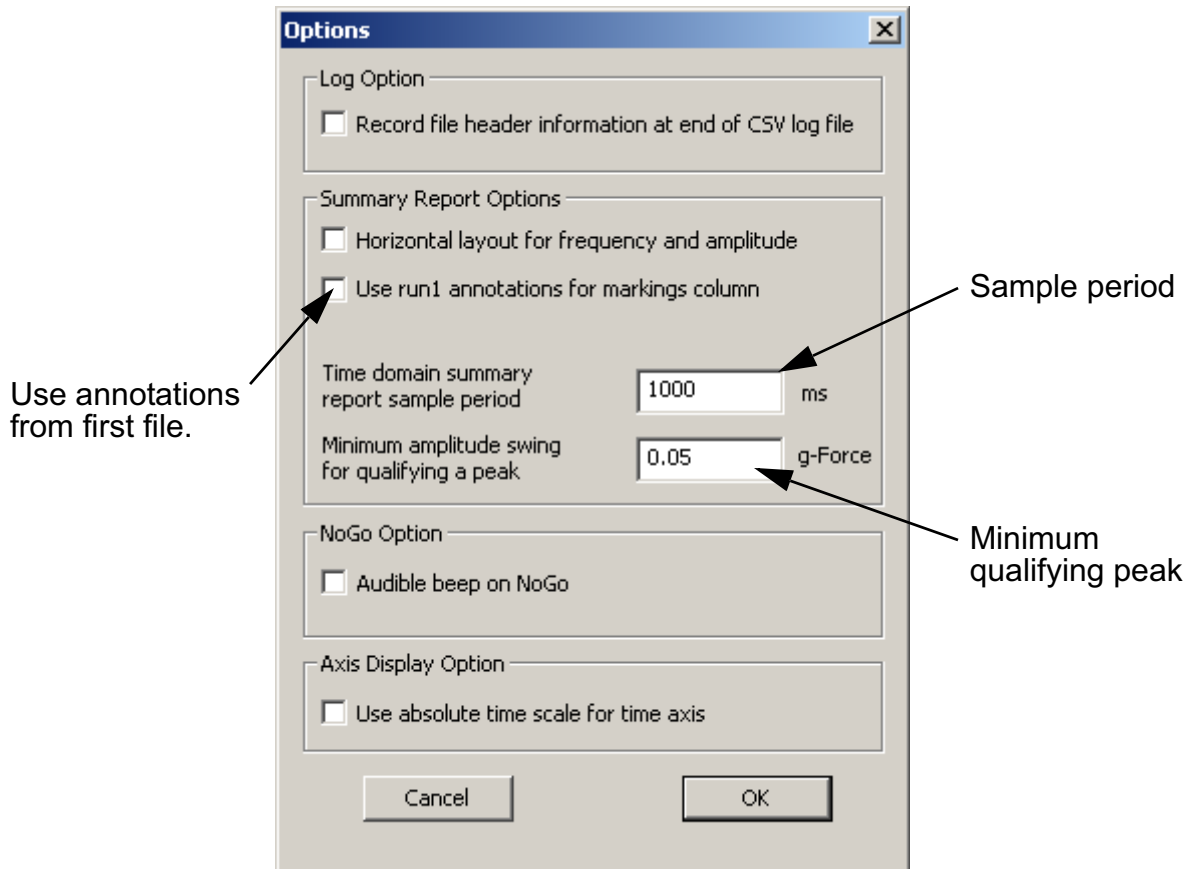 Options
Log Option
Record file header information at end of CSV log file
Summary Report Options
Horizontal layout for frequency and amplitude
Use run1 annotations for markings column
Sample period
Time domain summary
report sample period
1000
ms
Use annotations
from first file.
Minimum amplitude swing
for qualifying a peak
0.05
g-Force
NoGo Option
Minimum
qualifying peak
Audible beep on NoGo
Axis Display Option
Use absolute time scale for time axis
Cancel
OK